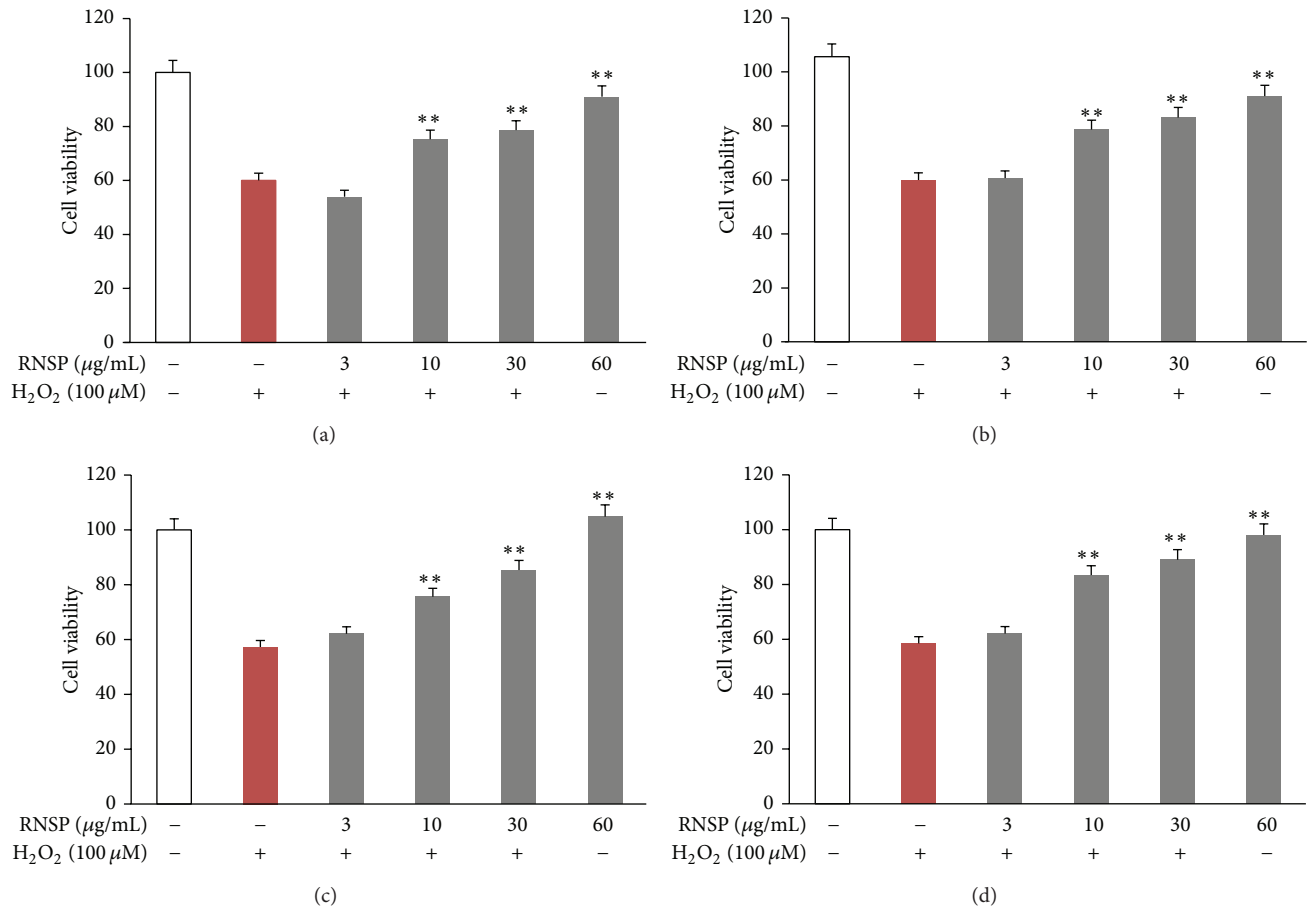 120
100
80
60
40
20
0
Cell viability
** ** **
RNSP (μg/mL) − − 3 10 30 60
H₂O₂ (100 μM) − + + + + −
(a)
120
100
80
60
40
20
0
Cell viability
** ** **
RNSP (μg/mL) − − 3 10 30 60
H₂O₂ (100 μM) − + + + + −
(b)
120
100
80
60
40
20
0
Cell viability
** ** **
RNSP (μg/mL) − − 3 10 30 60
H₂O₂ (100 μM) − + + + + −
(c)
120
100
80
60
40
20
0
Cell viability
** ** **
RNSP (μg/mL) − − 3 10 30 60
H₂O₂ (100 μM) − + + + + −
(d)